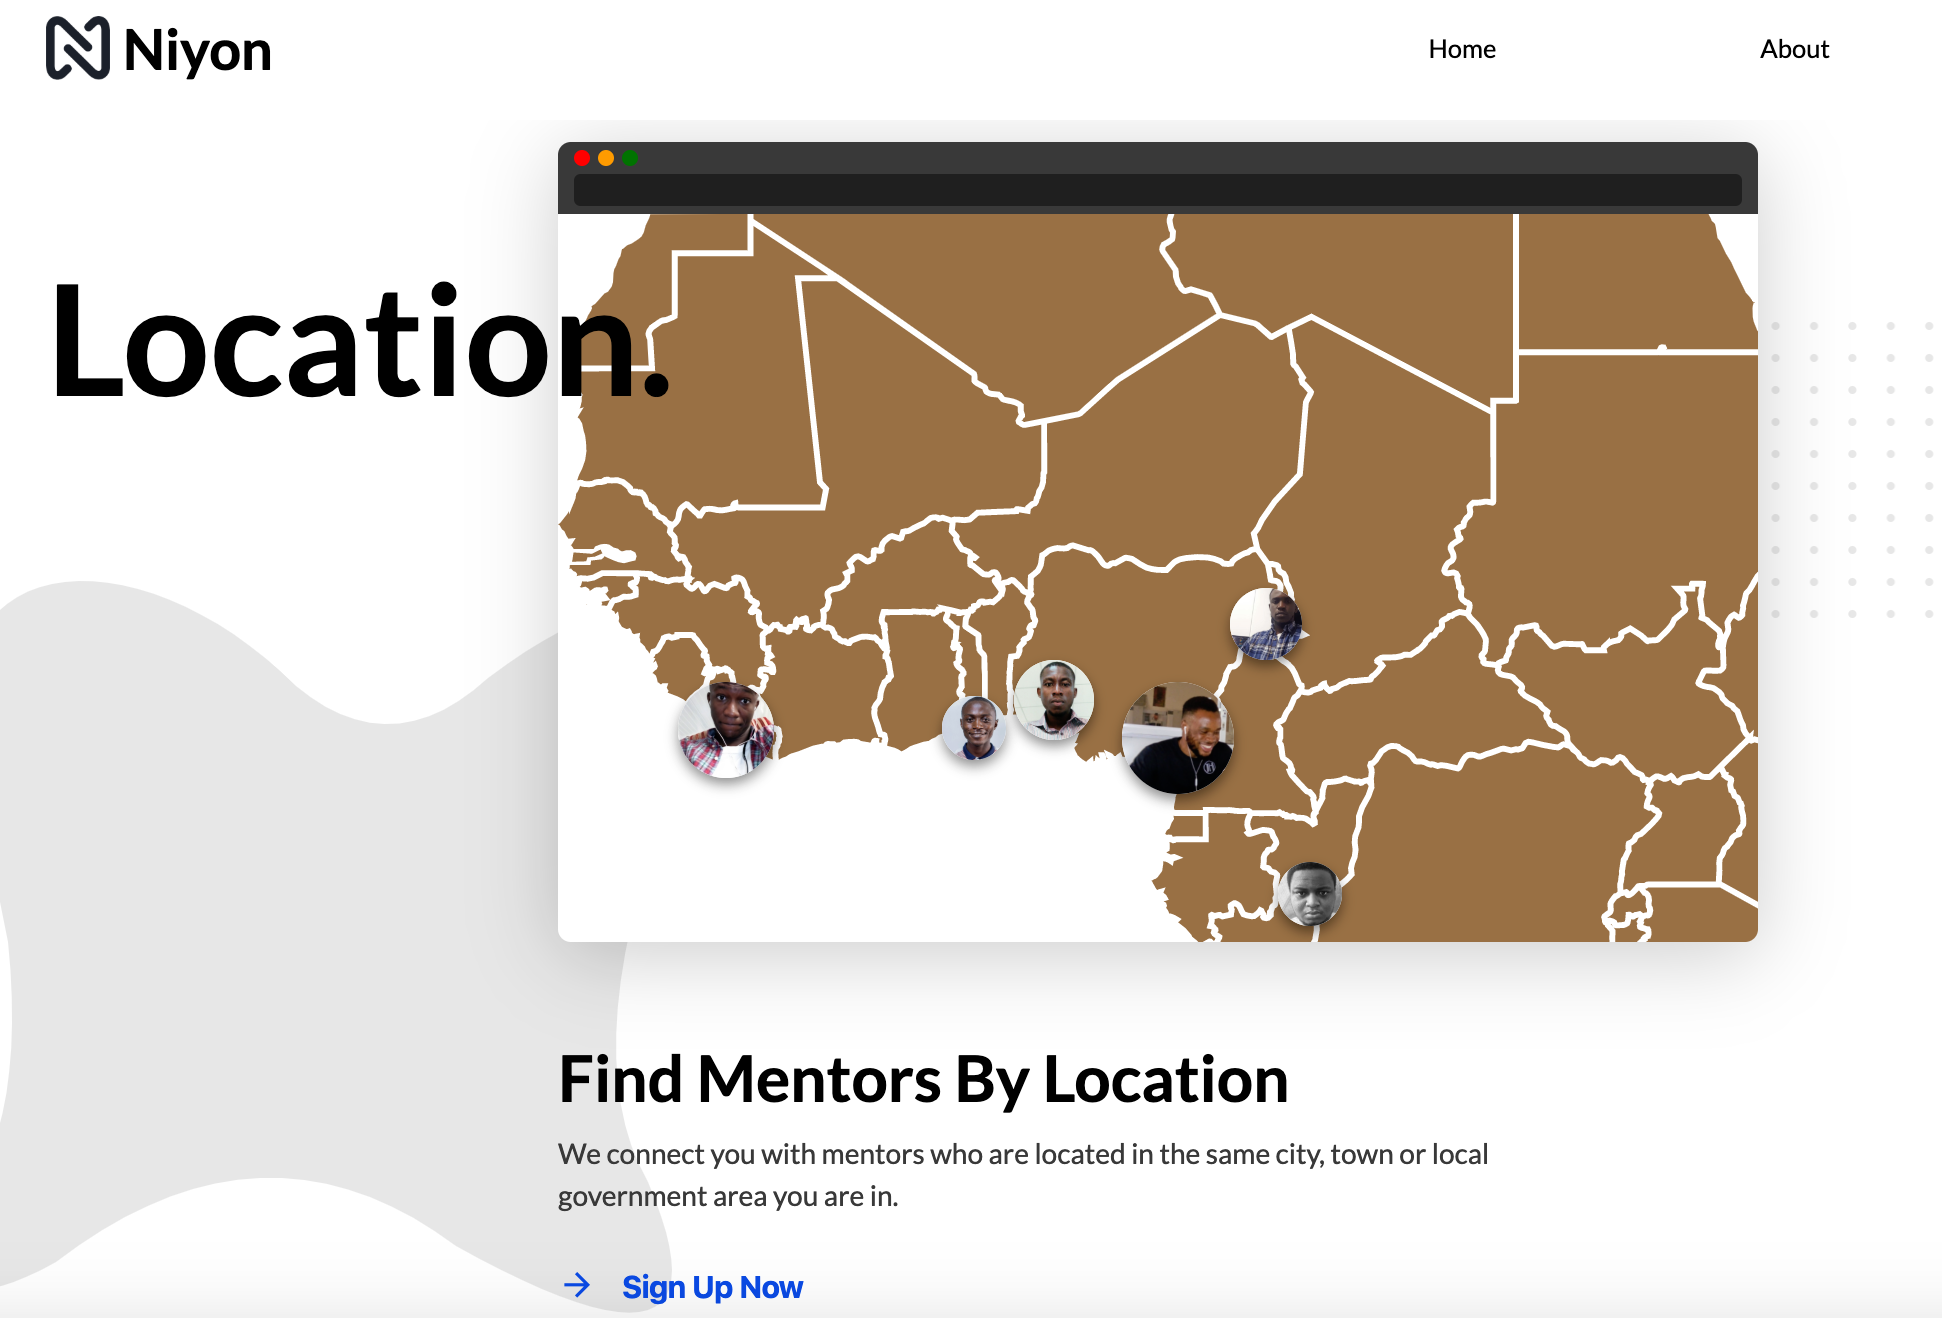 Niyon
Home
About
Location.
Find Mentors By Location
We connect you with mentors who are located in the same city, town or local
government area you are in.
Sign Up Now